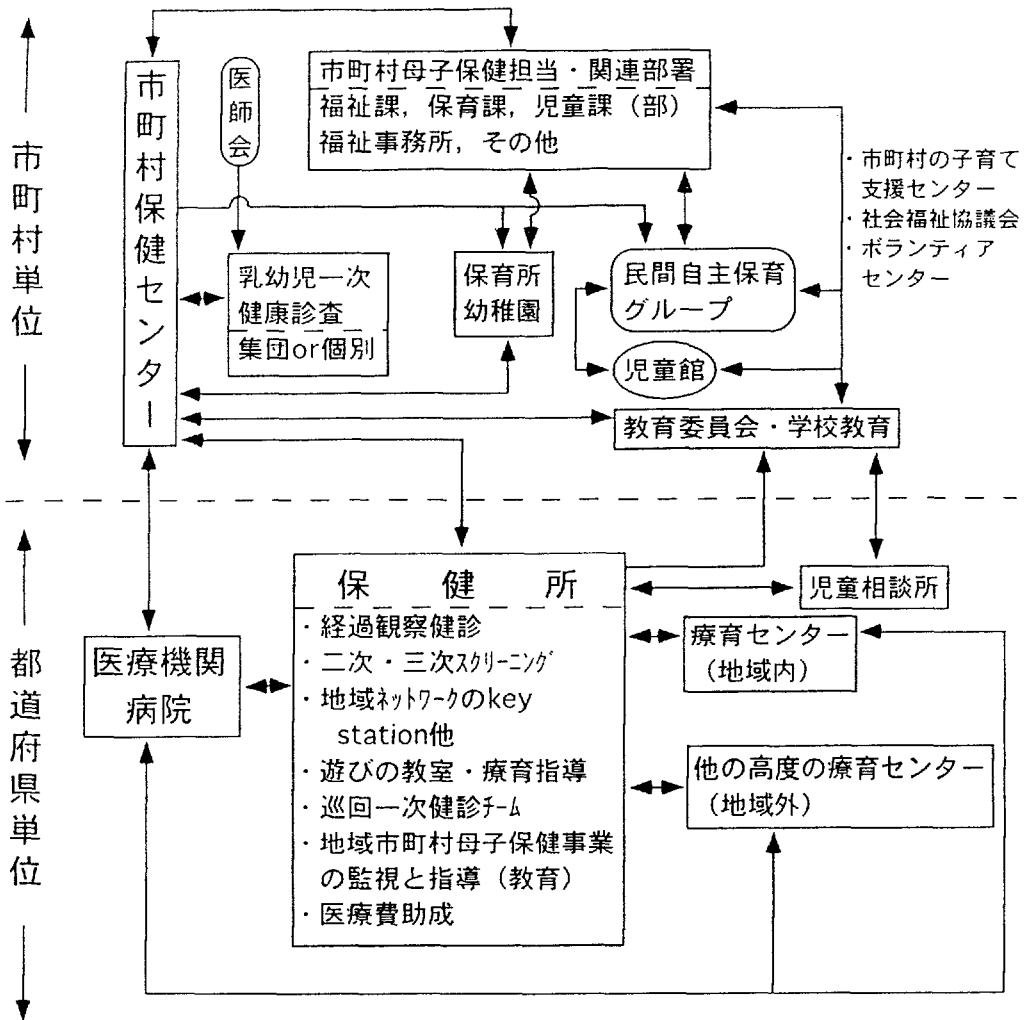 市町村単位
市町村保健センター
医師会
市町村母子保健担当・関連部署
福祉課，保育課，児童課（部）
福祉事務所，その他
・市町村の子育て
支援センター
・社会福祉協議会
・ボランティア
センター
乳幼児一次
健康診査
集団or個別
保育所
幼稚園
民間自主保育
グループ
児童館
教育委員会・学校教育
都道府県単位
医療機関
病院
保健所
・経過観察健診
・二次・三次ｽｸﾘｰﾆﾝｸﾞ
・地域ﾈｯﾄﾜｰｸのkey
station他
・遊びの教室・療育指導
・巡回一次健診ﾁｰﾑ
・地域市町村母子保健事業
の監視と指導（教育）
・医療費助成
児童相談所
療育センター
（地域内）
他の高度の療育センター
（地域外）